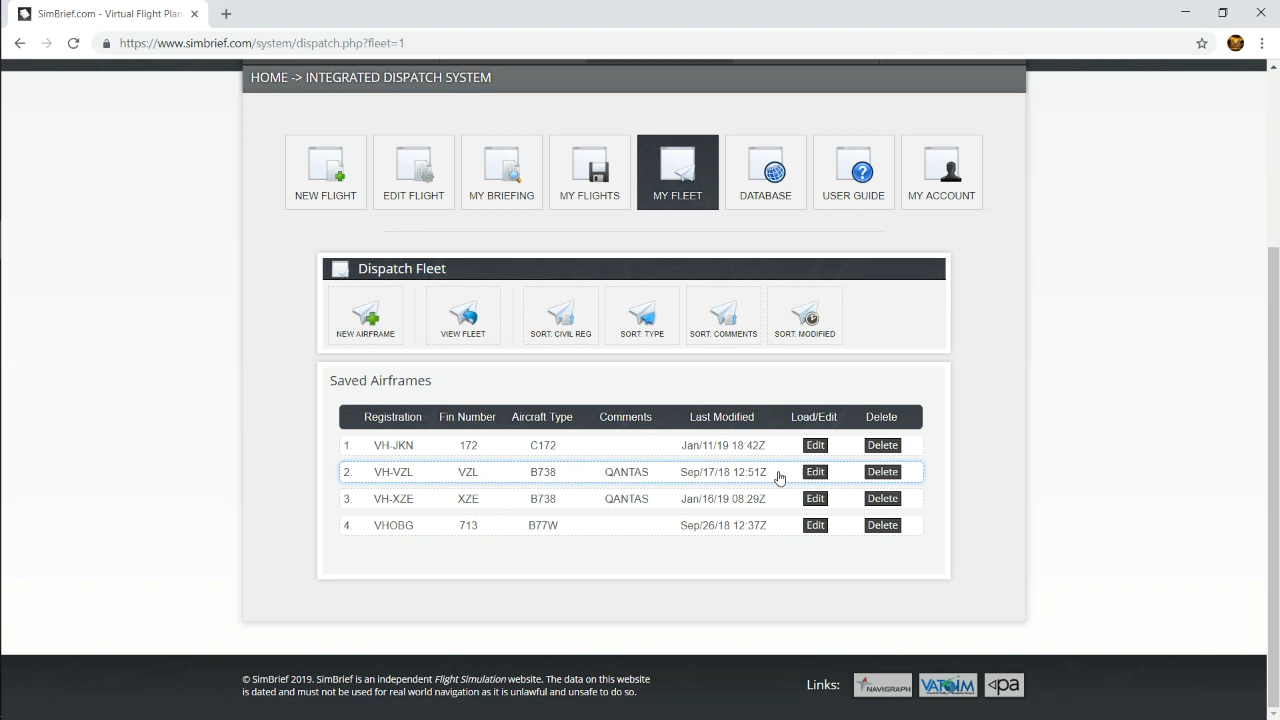 SimBrief.com - Virtual Flight Plan
https://www.simbrief.com/system/dispatch.php?fleet=1
HOME -> INTEGRATED DISPATCH SYSTEM
NEW FLIGHT EDIT FLIGHT MY BRIEFING MY FLIGHTS MY FLEET DATABASE USER GUIDE MY ACCOUNT
Dispatch Fleet
NEW AIRFRAME VIEW FLEET SORT: CIVIL REG SORT: TYPE SORT: COMMENTS SORT: MODIFIED
Saved Airframes
Registration Fin Number Aircraft Type Comments Last Modified Load/Edit Delete
1. VH-JKN 172 C172 Jan/11/19 18:42Z Edit Delete
2. VH-VZL VZL B738 QANTAS Sep/17/18 12:51Z Edit Delete
3. VH-XZE XZE B738 QANTAS Jan/16/19 08:29Z Edit Delete
4. VHOBG 713 B77W Sep/26/18 12:37Z Edit Delete
© SimBrief 2019. SimBrief is an independent Flight Simulation website. The data on this website
is dated and must not be used for real world navigation as it is unlawful and unsafe to do so.
Links: NAVIGRAPH VATSIM pa